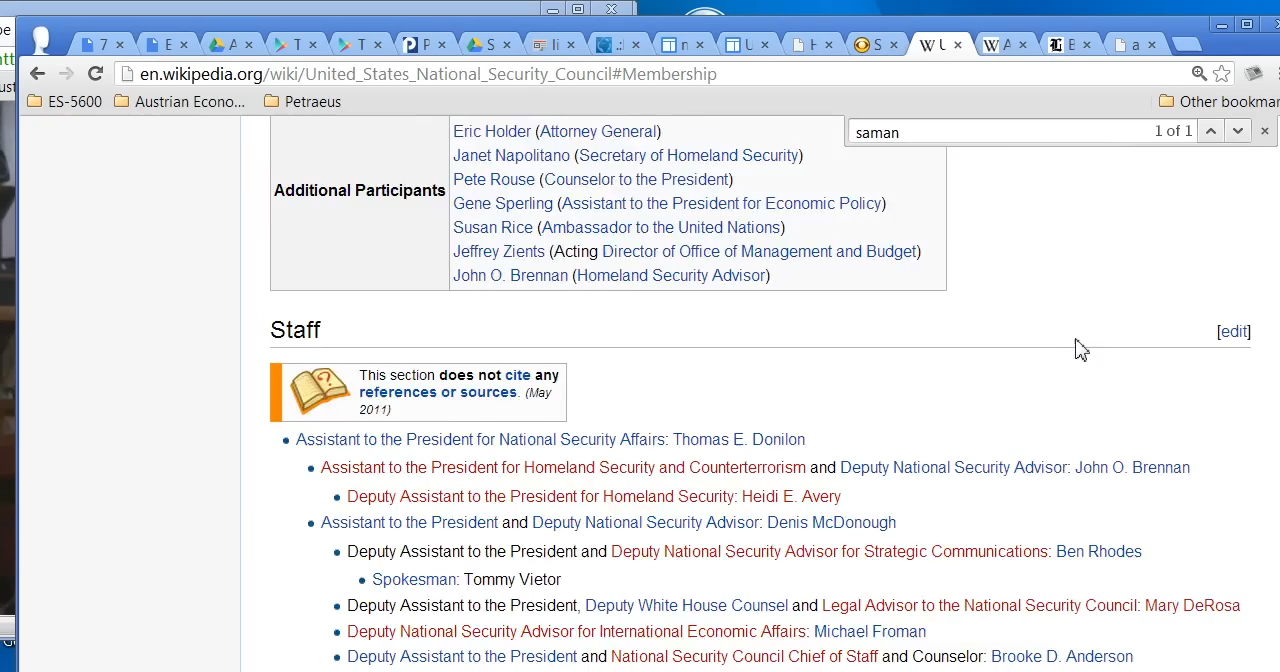 7
E
A
T
T
P
S
li
.:
n
U
H
S
W U
W A
L E
a
en.wikipedia.org/wiki/United_States_National_Security_Council#Membership
ES-5600
Austrian Econo...
Petraeus
Other bookmar
saman
1 of 1
Additional Participants
Eric Holder (Attorney General)
Janet Napolitano (Secretary of Homeland Security)
Pete Rouse (Counselor to the President)
Gene Sperling (Assistant to the President for Economic Policy)
Susan Rice (Ambassador to the United Nations)
Jeffrey Zients (Acting Director of Office of Management and Budget)
John O. Brennan (Homeland Security Advisor)
Staff
[edit]
This section does not cite any
references or sources. (May
2011)
Assistant to the President for National Security Affairs: Thomas E. Donilon
Assistant to the President for Homeland Security and Counterterrorism and Deputy National Security Advisor: John O. Brennan
Deputy Assistant to the President for Homeland Security: Heidi E. Avery
Assistant to the President and Deputy National Security Advisor: Denis McDonough
Deputy Assistant to the President and Deputy National Security Advisor for Strategic Communications: Ben Rhodes
Spokesman: Tommy Vietor
Deputy Assistant to the President, Deputy White House Counsel and Legal Advisor to the National Security Council: Mary DeRosa
Deputy National Security Advisor for International Economic Affairs: Michael Froman
Deputy Assistant to the President and National Security Council Chief of Staff and Counselor: Brooke D. Anderson